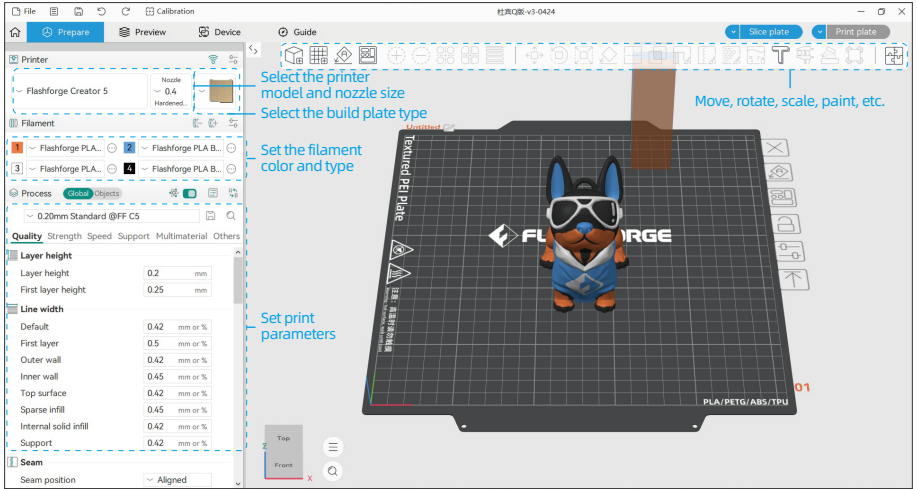 File
Calibration
杜宾Q版-v3-0424
Prepare
Preview
Device
Guide
Slice plate
Print plate
Printer
Flashforge Creator 5
Nozzle
0.4
Hardened...
Select the printer
model and nozzle size
Select the build plate type
Move, rotate, scale, paint, etc.
Filament
1 Flashforge PLA...
2 Flashforge PLA B...
3 Flashforge PLA...
4 Flashforge PLA B...
Set the filament
color and type
Process
Global Objects
0.20mm Standard @FF C5
Quality Strength Speed Support Multimaterial Others
Layer height
Layer height 0.2 mm
First layer height 0.25 mm
Line width
Default 0.42 mm or %
First layer 0.5 mm or %
Outer wall 0.42 mm or %
Inner wall 0.45 mm or %
Top surface 0.42 mm or %
Sparse infill 0.45 mm or %
Internal solid infill 0.42 mm or %
Support 0.42 mm or %
Seam
Seam position Aligned
Set print
parameters
Untitled
Textured PEI Plate
FL RGE
01
PLA/PETG/ABS/TPU
Top
Front
Z
X